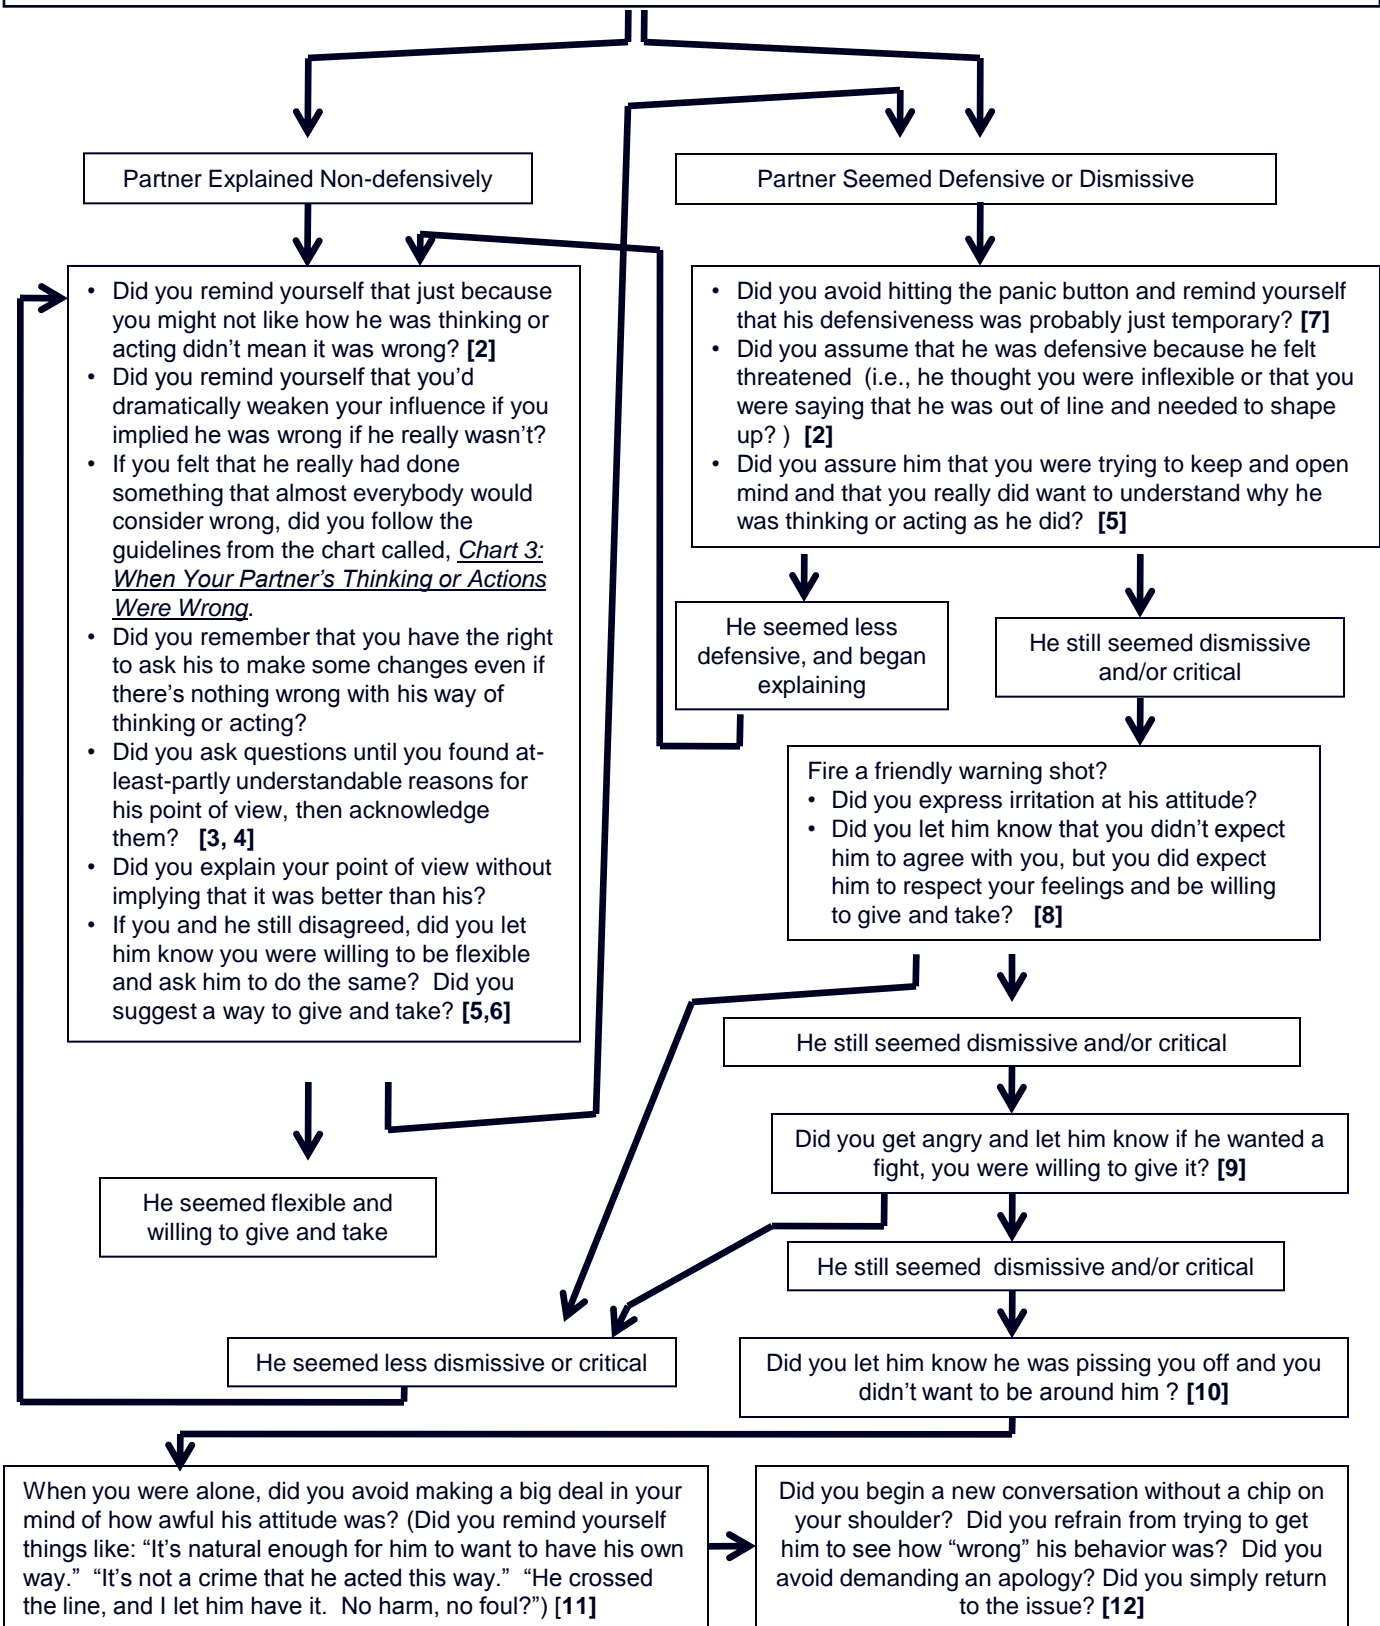 Partner Explained Non-defensively
Partner Seemed Defensive or Dismissive
• Did you remind yourself that just because
you might not like how he was thinking or
acting didn't mean it was wrong? [2]
• Did you remind yourself that you'd
dramatically weaken your influence if you
implied he was wrong if he really wasn't?
• If you felt that he really had done
something that almost everybody would
consider wrong, did you follow the
guidelines from the chart called, Chart 3:
When Your Partner's Thinking or Actions
Were Wrong.
• Did you remember that you have the right
to ask his to make some changes even if
there's nothing wrong with his way of
thinking or acting?
• Did you ask questions until you found at-
least-partly understandable reasons for
his point of view, then acknowledge
them? [3, 4]
• Did you explain your point of view without
implying that it was better than his?
• If you and he still disagreed, did you let
him know you were willing to be flexible
and ask him to do the same? Did you
suggest a way to give and take? [5,6]
• Did you avoid hitting the panic button and remind yourself
that his defensiveness was probably just temporary? [7]
• Did you assume that he was defensive because he felt
threatened (i.e., he thought you were inflexible or that you
were saying that he was out of line and needed to shape
up? ) [2]
• Did you assure him that you were trying to keep and open
mind and that you really did want to understand why he
was thinking or acting as he did? [5]
He seemed less
defensive, and began
explaining
He still seemed dismissive
and/or critical
Fire a friendly warning shot?
• Did you express irritation at his attitude?
• Did you let him know that you didn't expect
him to agree with you, but you did expect
him to respect your feelings and be willing
to give and take? [8]
He still seemed dismissive and/or critical
Did you get angry and let him know if he wanted a
fight, you were willing to give it? [9]
He seemed flexible and
willing to give and take
He still seemed dismissive and/or critical
He seemed less dismissive or critical
Did you let him know he was pissing you off and you
didn't want to be around him ? [10]
When you were alone, did you avoid making a big deal in your
mind of how awful his attitude was? (Did you remind yourself
things like: "It's natural enough for him to want to have his own
way." "It's not a crime that he acted this way." "He crossed
the line, and I let him have it. No harm, no foul?") [11]
Did you begin a new conversation without a chip on
your shoulder? Did you refrain from trying to get
him to see how "wrong" his behavior was? Did you
avoid demanding an apology? Did you simply return
to the issue? [12]